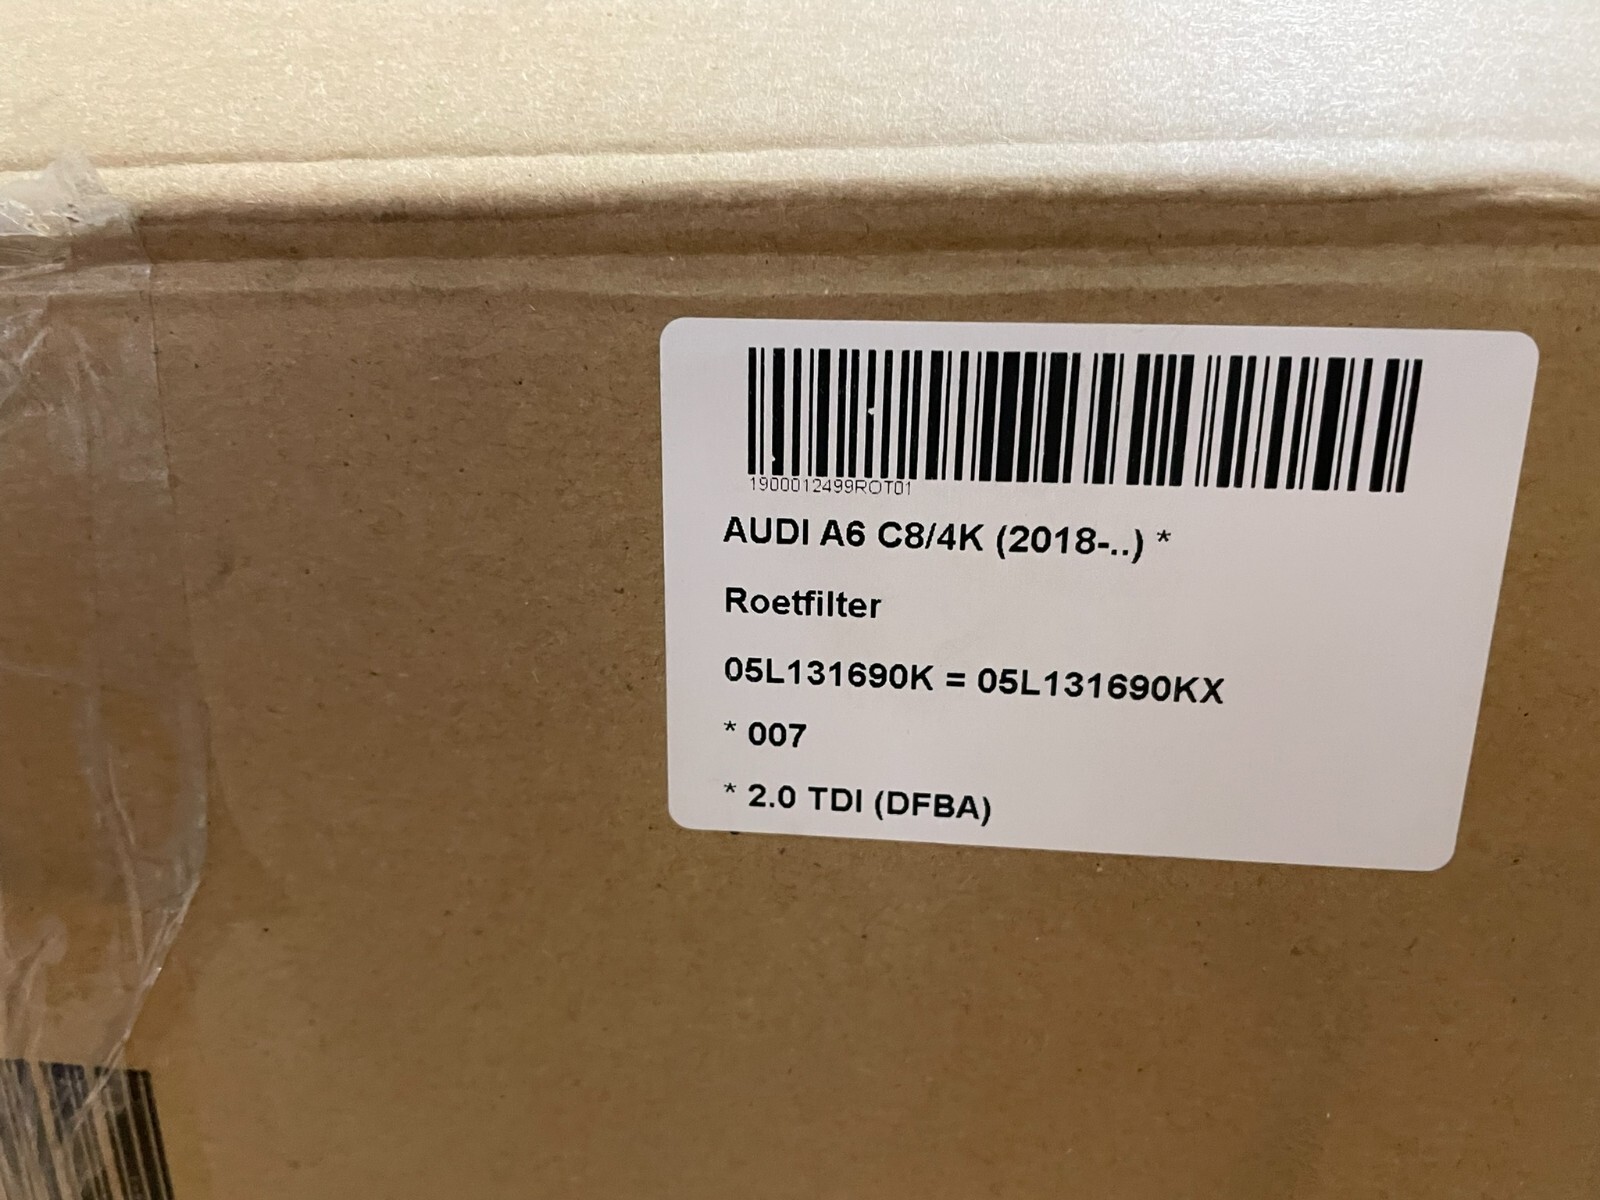 1900012499ROT01
AUDI A6 C8/4K (2018-..) *
Roetfilter
05L131690K = 05L131690KX
* 007
* 2.0 TDI (DFBA)